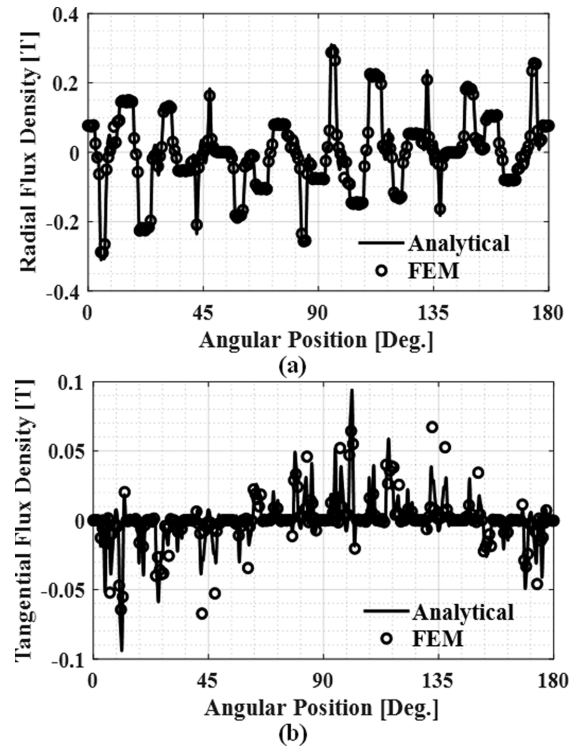 Radial Flux Density [T]
0.4
0.2
0
-0.2
-0.4
Analytical
FEM
0 45 90 135 180
Angular Position [Deg.]
(a)
Tangential Flux Density [T]
0.1
0.05
0
-0.05
-0.1
Analytical
FEM
0 45 90 135 180
Angular Position [Deg.]
(b)